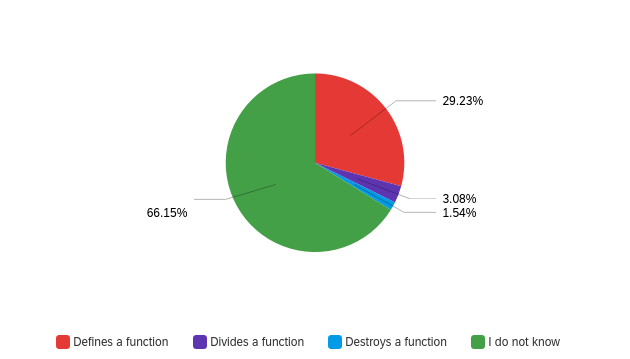 29.23%
3.08%
1.54%
66.15%
Defines a function Divides a function Destroys a function I do not know